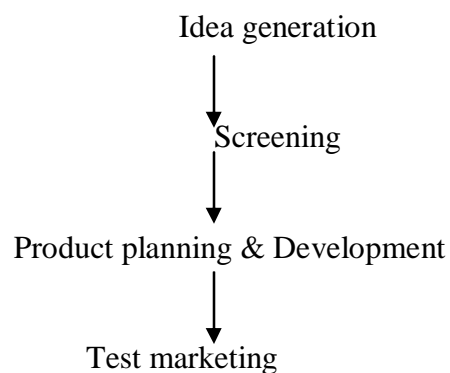 Idea generation
Screening
Product planning & Development
Test marketing